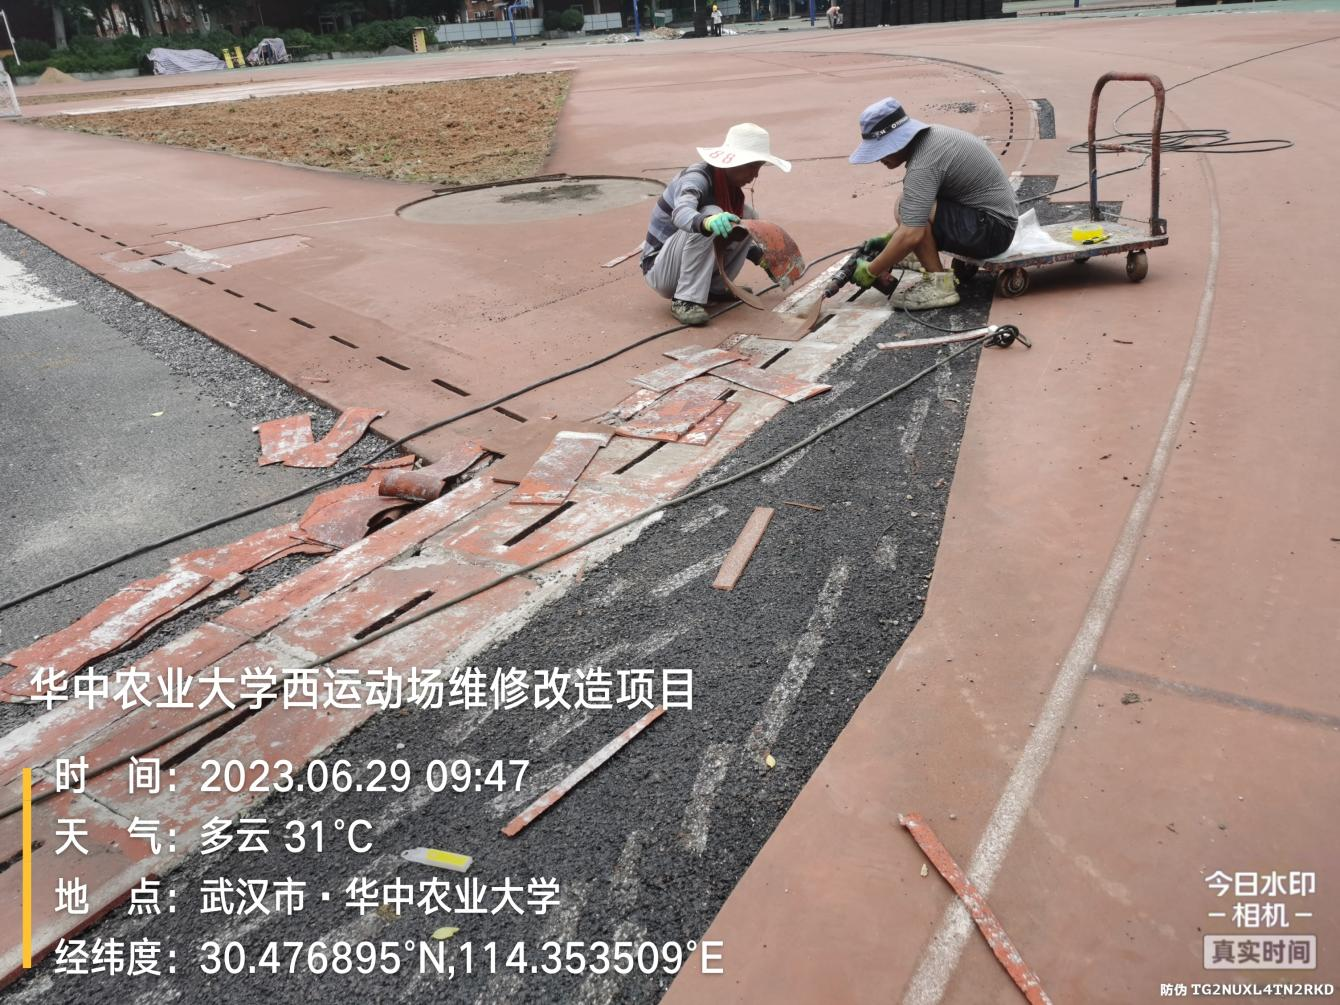 华中农业大学西运动场维修改造项目
时 间：2023.06.29 09:47
天 气：多云 31℃
地 点：武汉市·华中农业大学
经纬度：30.476895°N,114.353509°E
今日水印
-相机-
真实时间
防伪 TG2NUXL4TN2RKD